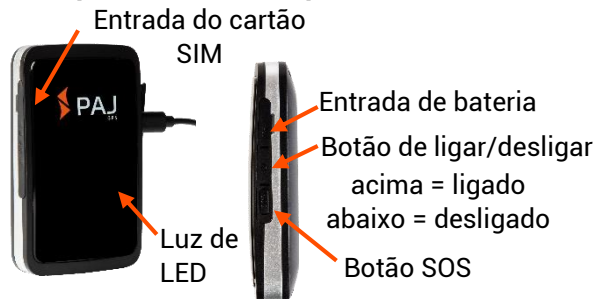 Entrada do cartão
SIM
PAJ
GPS
Luz de
LED
Entrada de bateria
Botão de ligar/desligar
acima = ligado
abaixo = desligado
Botão SOS